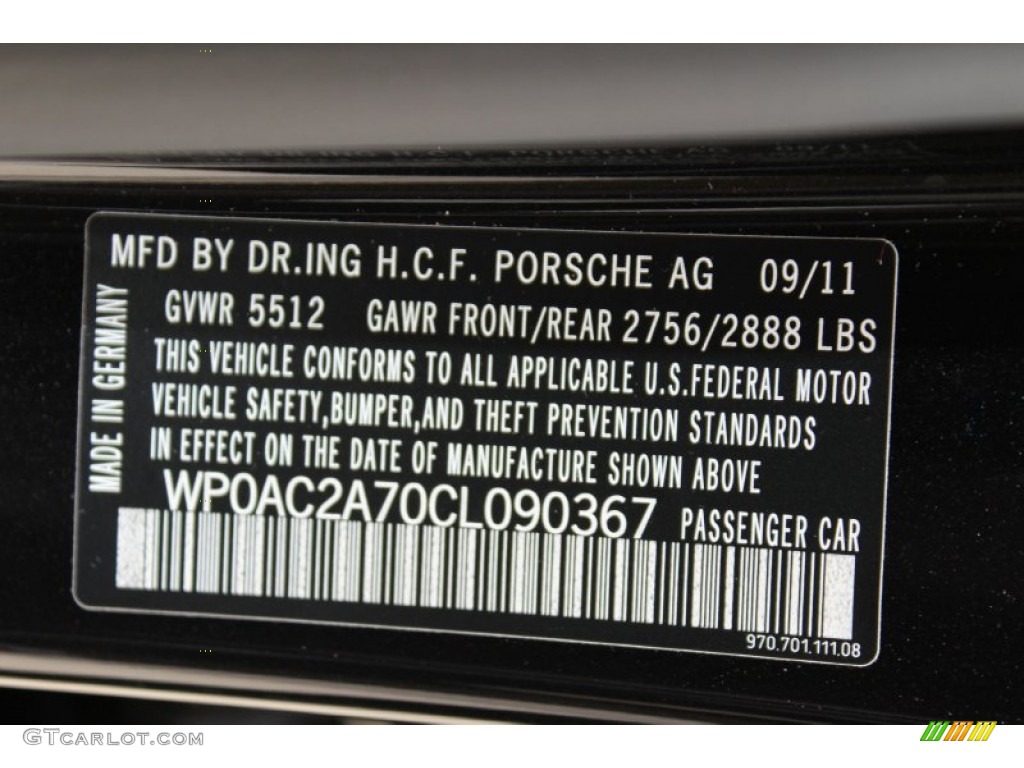 MFD BY DR.ING H.C.F. PORSCHE AG 09/11
GVWR 5512 GAWR FRONT/REAR 2756/2888 LBS
THIS VEHICLE CONFORMS TO ALL APPLICABLE U.S.FEDERAL MOTOR
VEHICLE SAFETY,BUMPER,AND THEFT PREVENTION STANDARDS
IN EFFECT ON THE DATE OF MANUFACTURE SHOWN ABOVE
WP0AC2A70CL090367 PASSENGER CAR
970.701.111.08
MADE IN GERMANY
GTCARLOT.COM